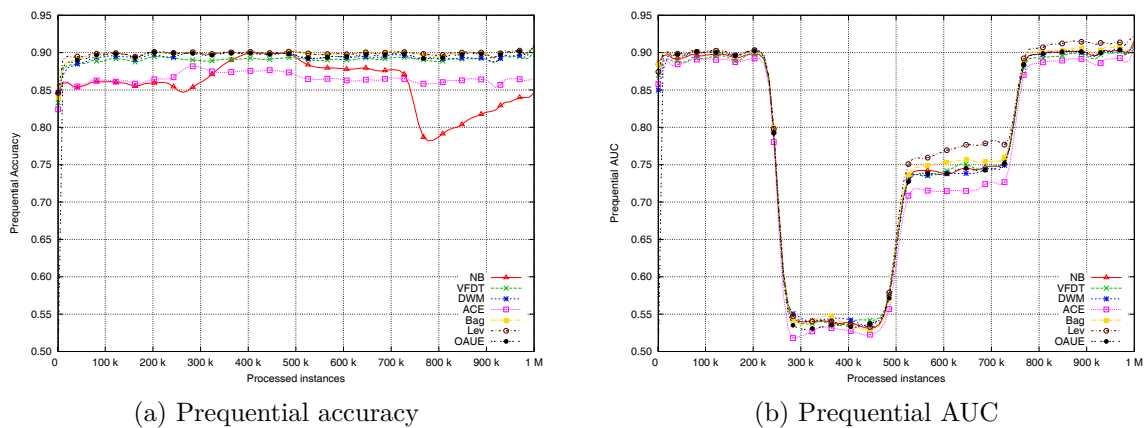 0.95
0.90
0.85
0.80
0.75
0.70
0.65
0.60
0.55
0.50
Prequential Accuracy
0 100 k 200 k 300 k 400 k 500 k 600 k 700 k 800 k 900 k 1 M
Processed instances
NB
VFDT
DWM
ACE
Bag
Lev
OAUE
(a) Prequential accuracy
0.95
0.90
0.85
0.80
0.75
0.70
0.65
0.60
0.55
0.50
Prequential AUC
0 100 k 200 k 300 k 400 k 500 k 600 k 700 k 800 k 900 k 1 M
Processed instances
NB
VFDT
DWM
ACE
Bag
Lev
OAUE
(b) Prequential AUC